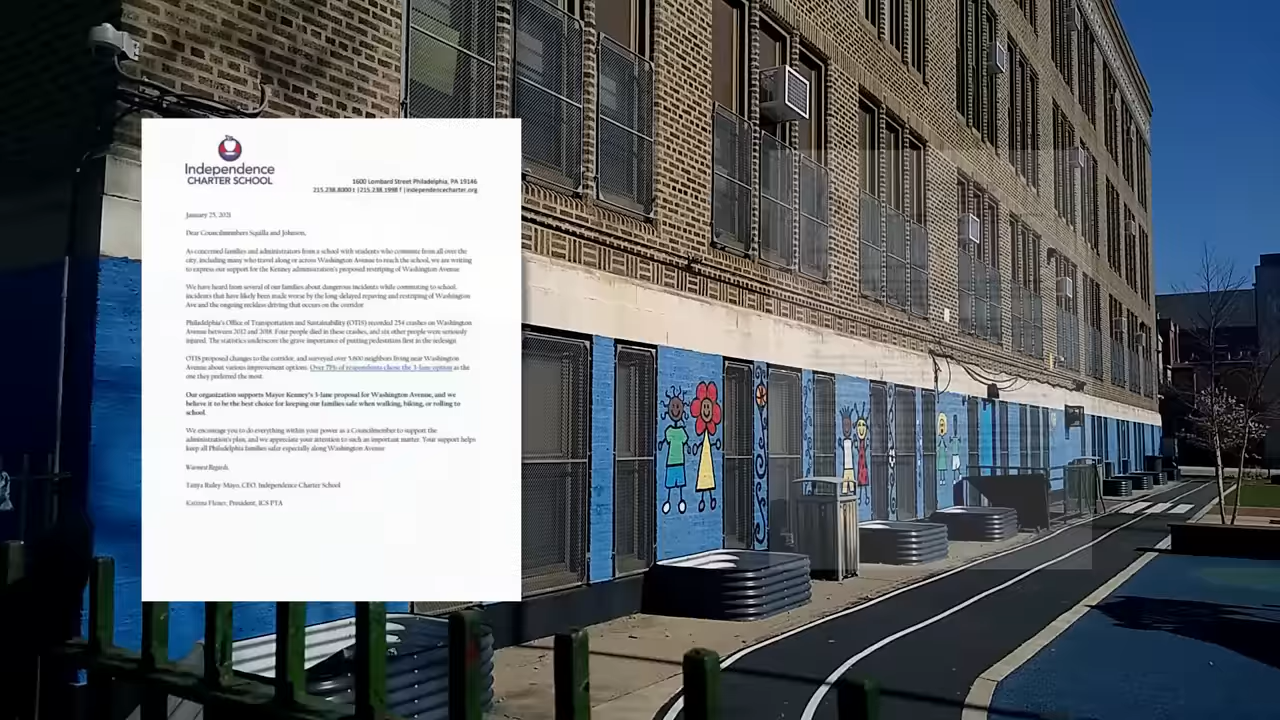 Independence
CHARTER SCHOOL
1600 Lombard Street Philadelphia, PA 19146
215.238.8000 t | 215.238.1998 f | independencecharter.org
January 25, 2021
Dear Councilmembers Squilla and Johnson,
As concerned families and administrators from a school with students who commute from all over the
city, including many who travel along or across Washington Avenue to reach the school, we are writing
to express our support for the Kenney administration's proposed restriping of Washington Avenue
We have heard from several of our families about dangerous incidents while commuting to school,
incidents that have likely been made worse by the long-delayed repaving and restriping of Washington
Ave and the ongoing reckless driving that occurs on the corridor
Philadelphia's Office of Transportation and Sustainability (OTIS) recorded 254 crashes on Washington
Avenue between 2012 and 2018. Four people died in these crashes, and six other people were seriously
injured. The statistics underscore the grave importance of putting pedestrians first in the redesign
OTIS proposed changes to the corridor, and surveyed over 5,600 neighbors living near Washington
Avenue about various improvement options. Over 71% of respondents chose the 3-lane option as the
one they preferred the most.
Our organization supports Mayor Kenney's 3-lane proposal for Washington Avenue, and we
believe it to be the best choice for keeping our families safe when walking, biking, or rolling to
school.
We encourage you to do everything within your power as a Councilmember to support the
administration's plan, and we appreciate your attention to such an important matter. Your support helps
keep all Philadelphia families safer especially along Washington Avenue
Warmest Regards,
Tanya Ruley-Mayo, CEO, Independence Charter School
President, ICS PTA